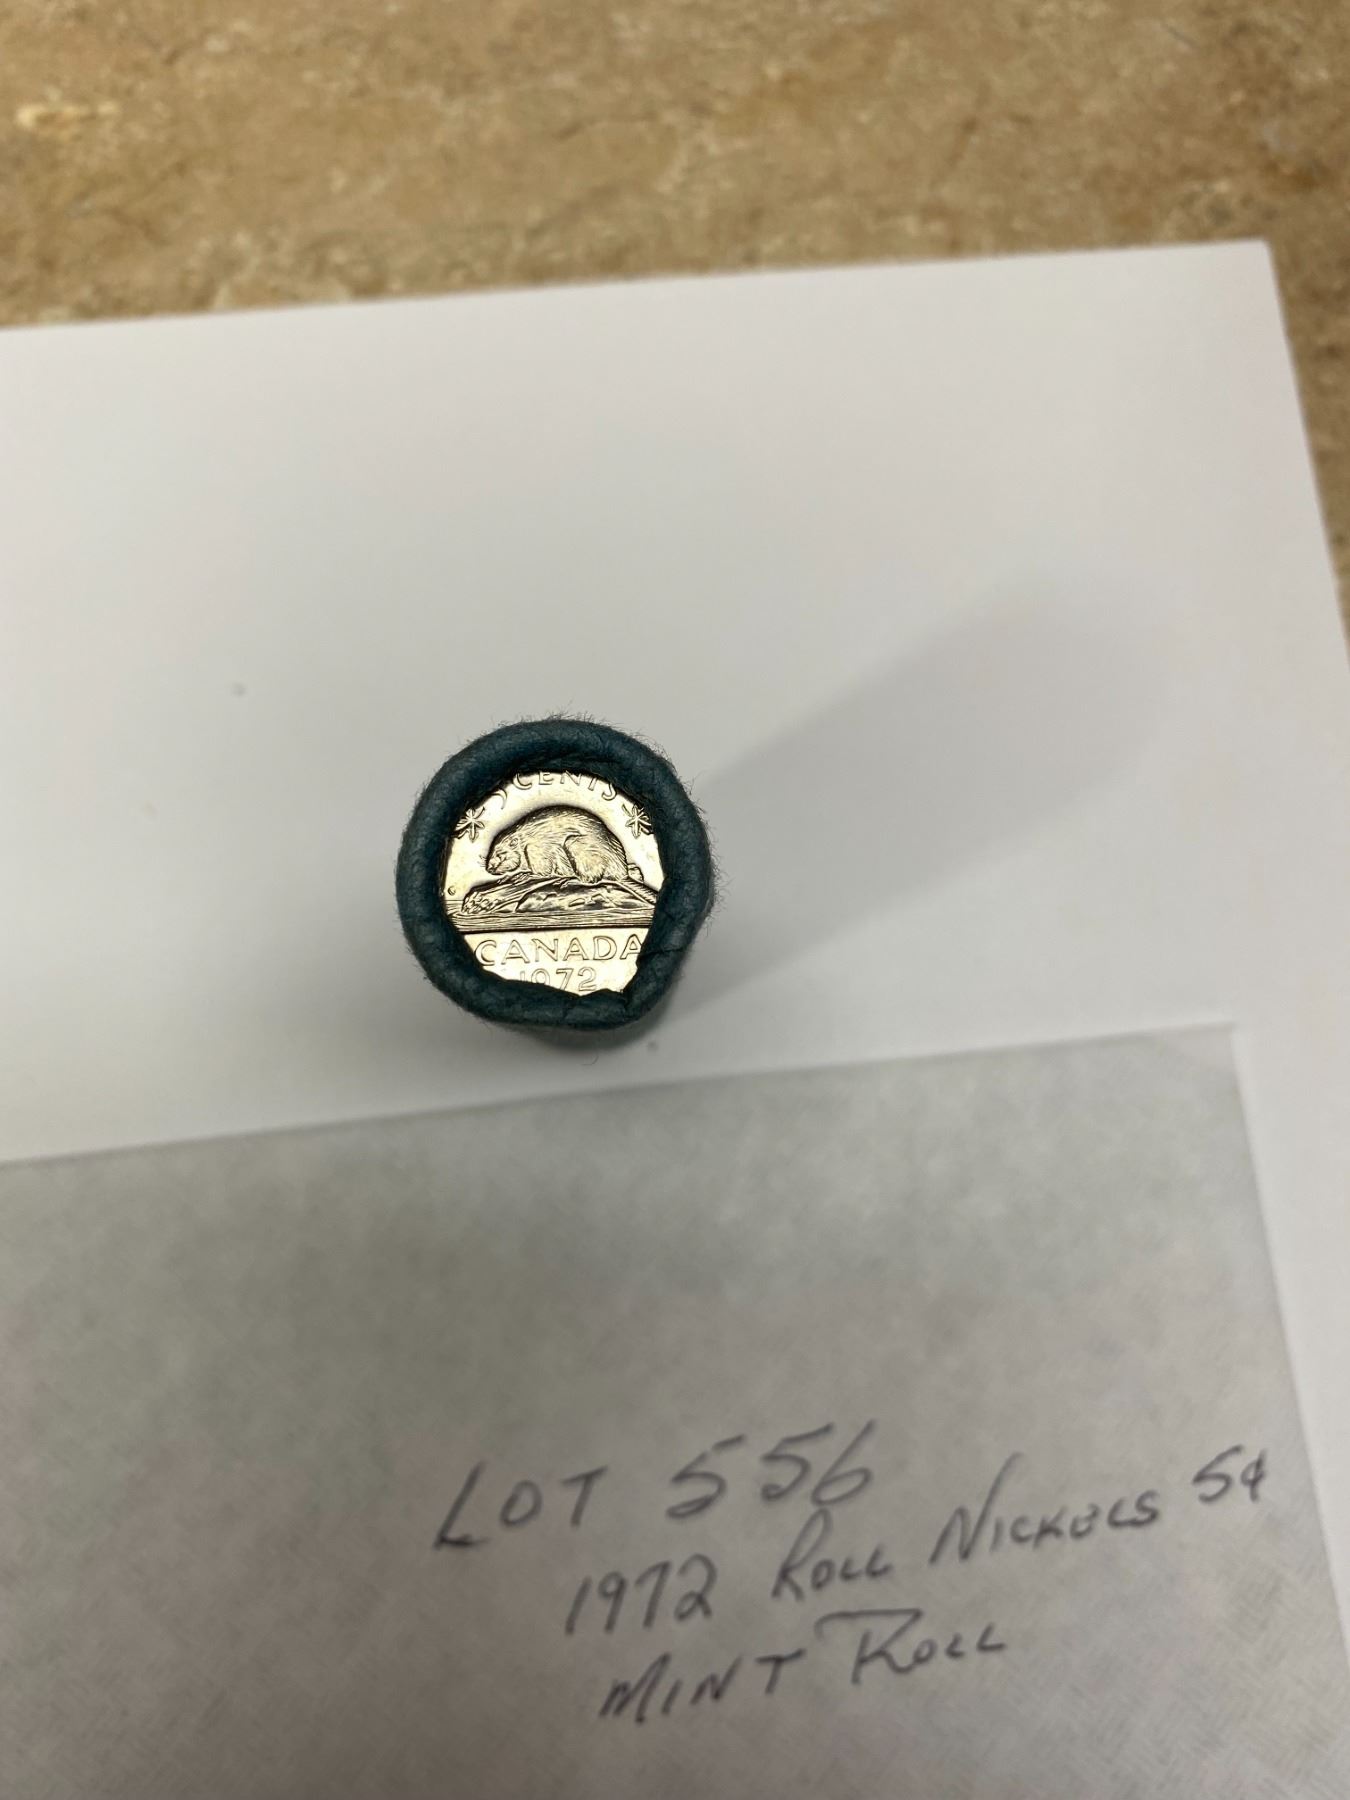 5 CENTS
CANADA
1972
LOT 556
1972 ROLL NICKELS 5¢
MINT ROLL